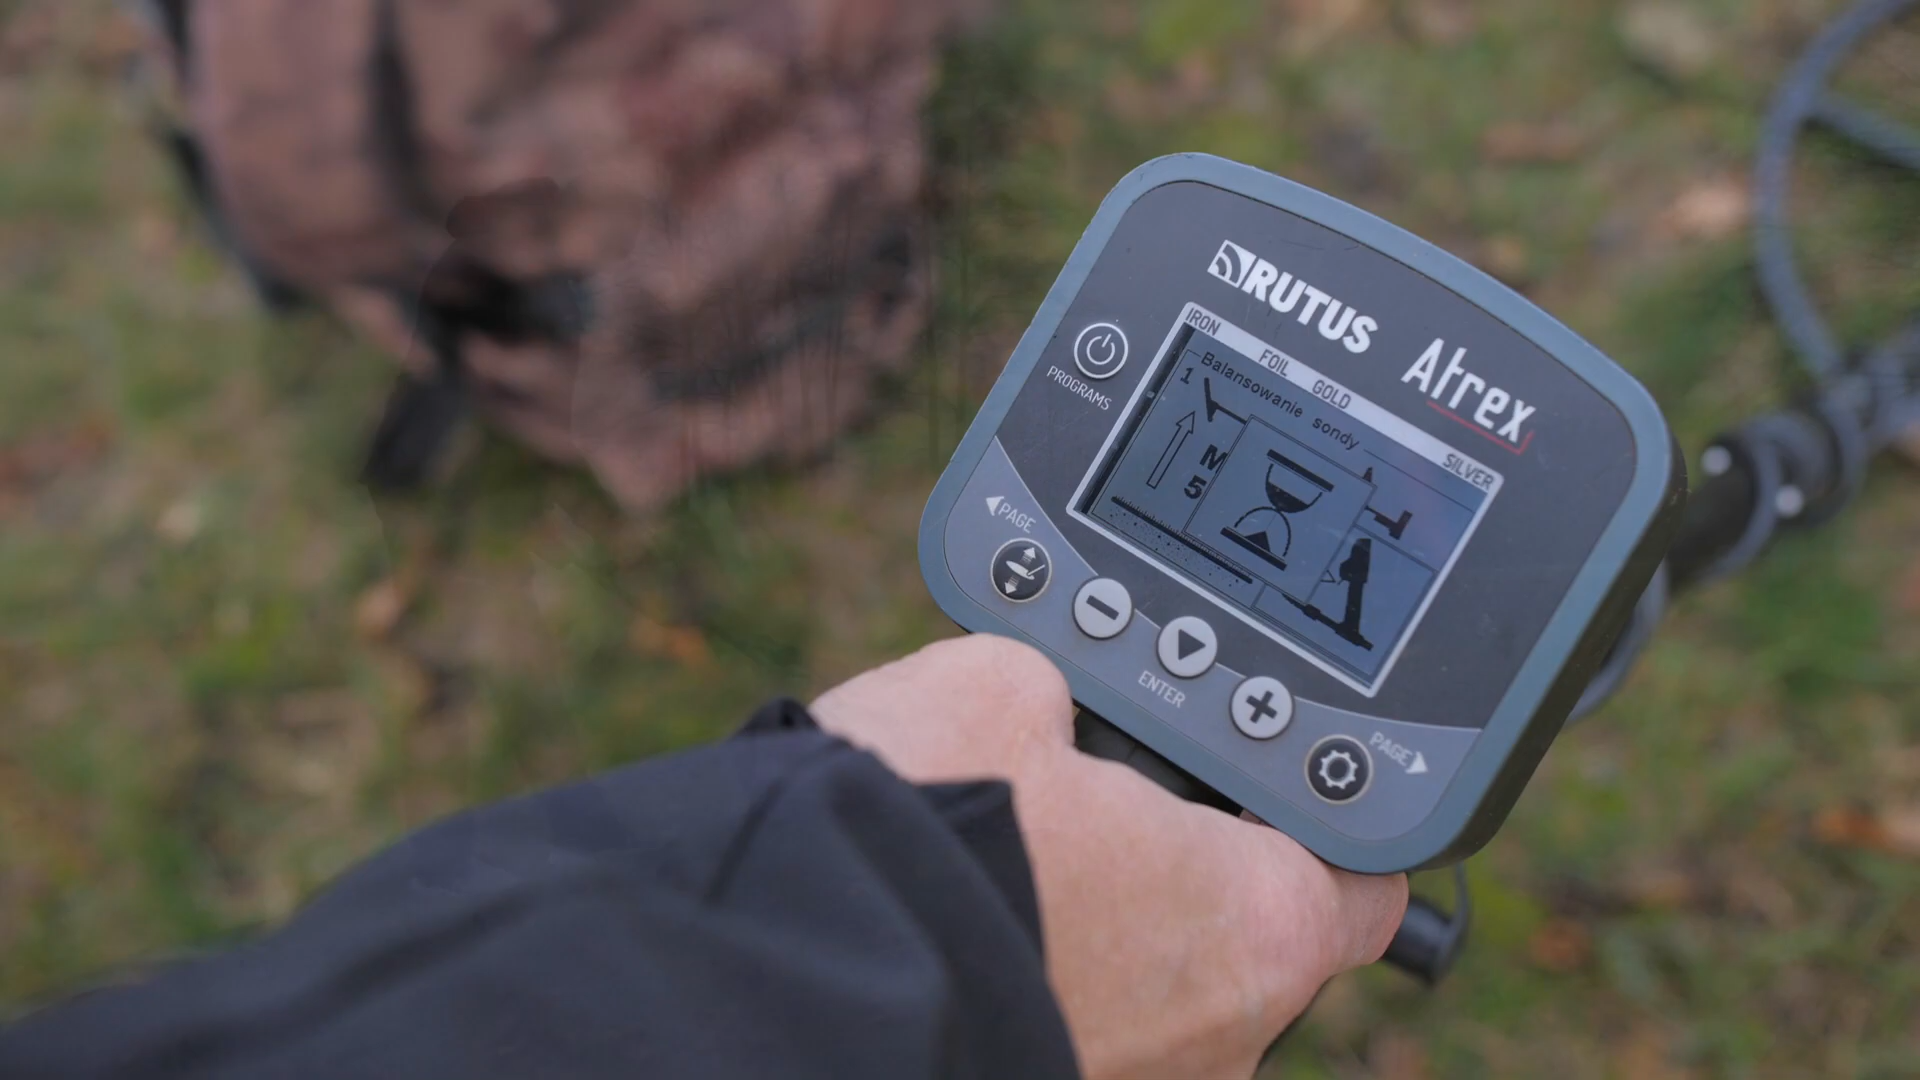 RUTUS
Atrex
IRON
FOIL
GOLD
SILVER
Balansowanie sondy
1
M
5
PROGRAMS
PAGE
ENTER
PAGE